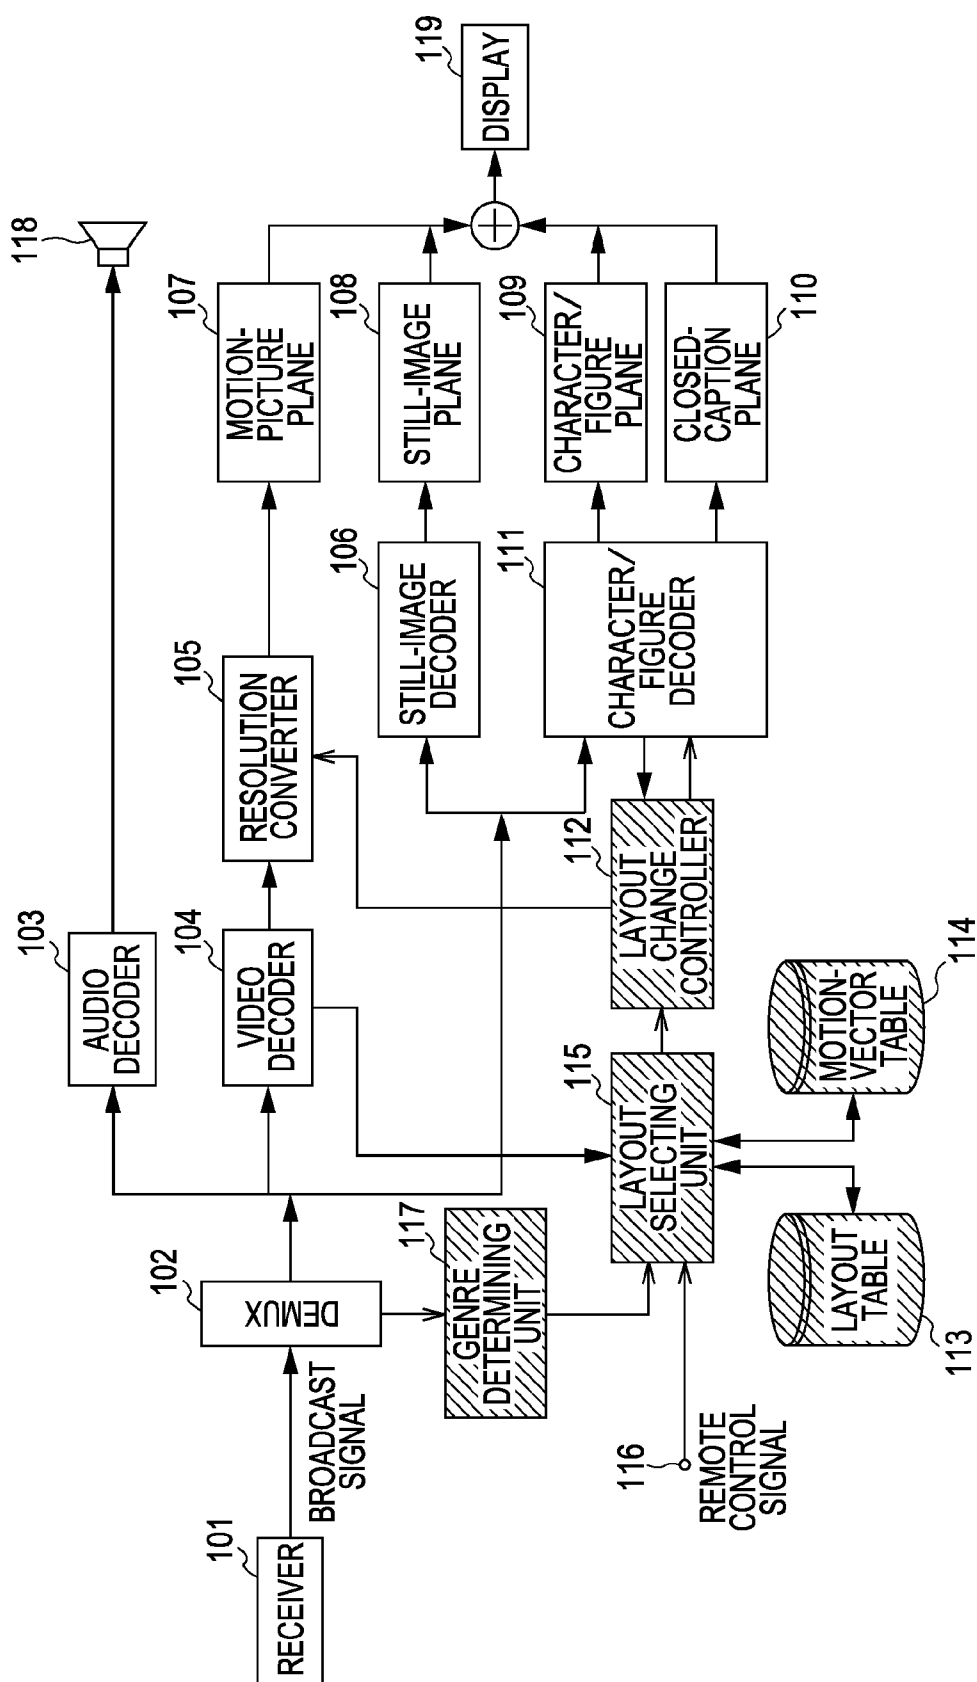 101
RECEIVER
BROADCAST
SIGNAL
102
DEMUX
103
AUDIO
DECODER
118
104
VIDEO
DECODER
105
RESOLUTION
CONVERTER
107
MOTION-
PICTURE
PLANE
106
STILL-IMAGE
DECODER
108
STILL-IMAGE
PLANE
119
DISPLAY
111
CHARACTER/
FIGURE
DECODER
109
CHARACTER/
FIGURE
PLANE
CLOSED-
CAPTION
PLANE
110
117
GENRE
DETERMINING
UNIT
115
LAYOUT
SELECTING
UNIT
112
LAYOUT
CHANGE
CONTROLLER
116
REMOTE
CONTROL
SIGNAL
LAYOUT
TABLE
113
MOTION-
VECTOR
TABLE
114